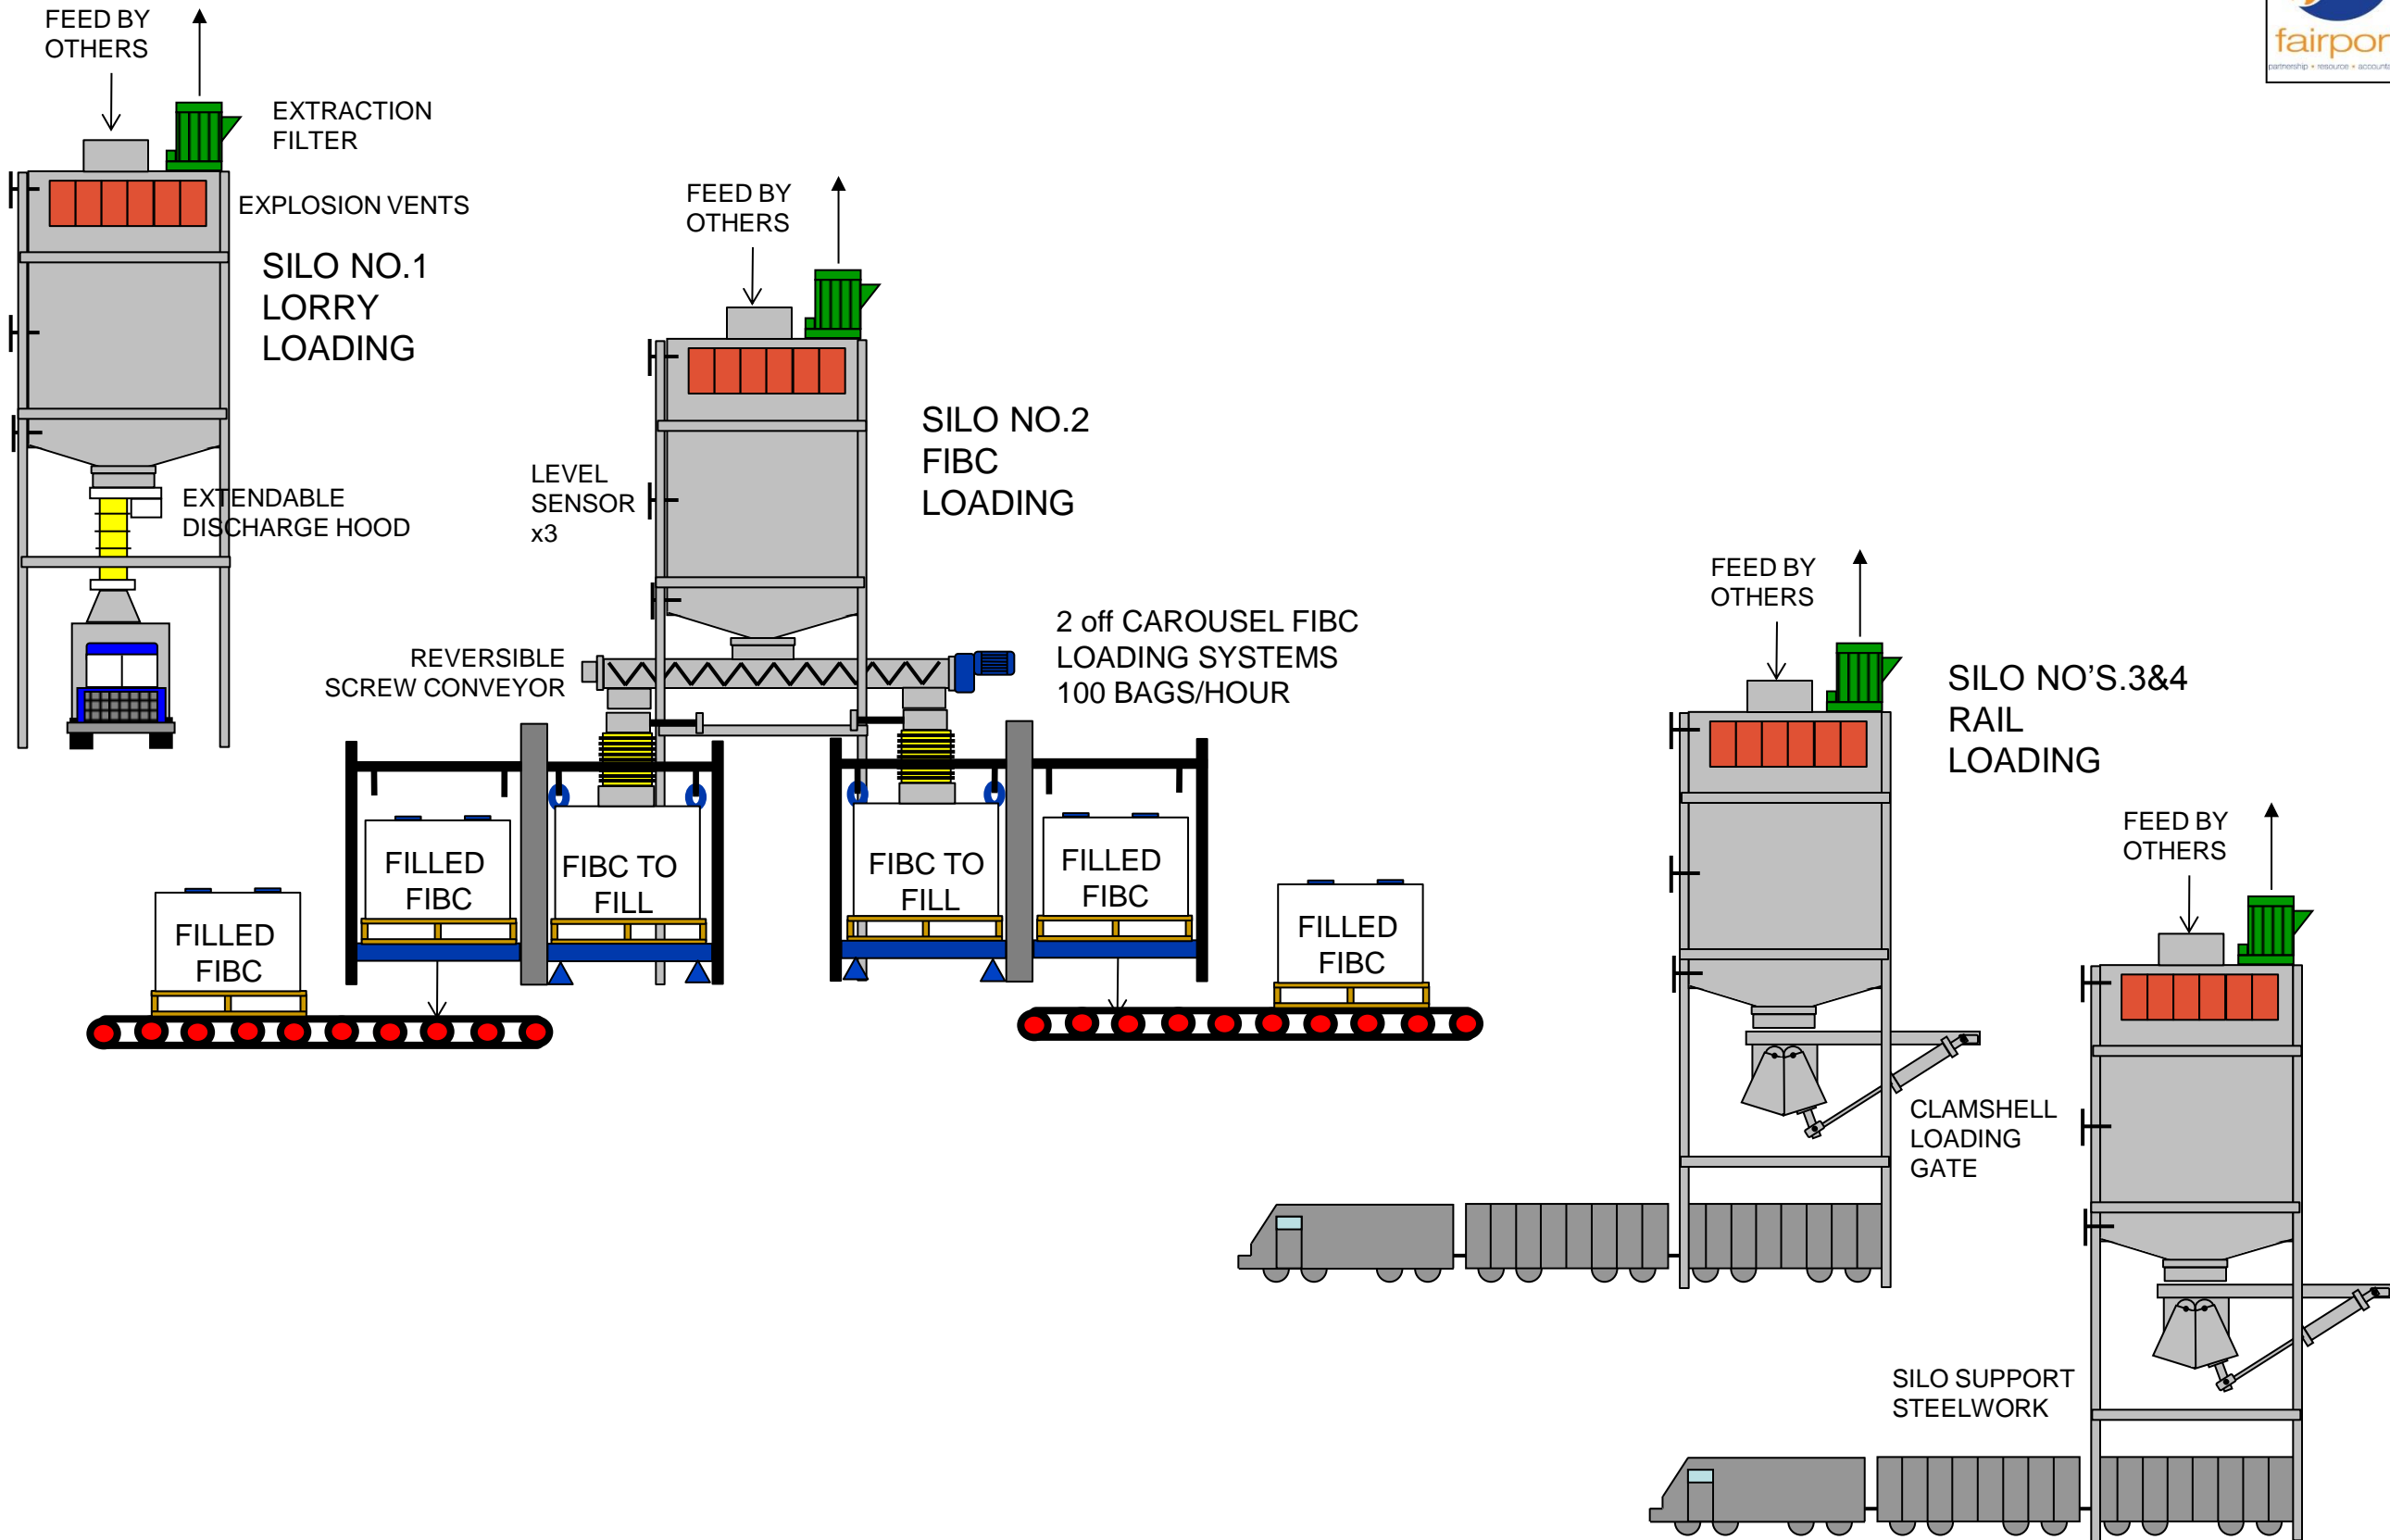 FEED BY
OTHERS
EXTRACTION
FILTER
EXPLOSION VENTS
SILO NO.1
LORRY
LOADING
EXTENDABLE
DISCHARGE HOOD
FEED BY
OTHERS
SILO NO.2
FIBC
LOADING
LEVEL
SENSOR
x3
REVERSIBLE
SCREW CONVEYOR
2 off CAROUSEL FIBC
LOADING SYSTEMS
100 BAGS/HOUR
FILLED
FIBC
FILLED
FIBC
FIBC TO
FILL
FIBC TO
FILL
FILLED
FIBC
FILLED
FIBC
FEED BY
OTHERS
SILO NO’S.3&4
RAIL
LOADING
CLAMSHELL
LOADING
GATE
FEED BY
OTHERS
SILO SUPPORT
STEELWORK
fairpor
partnership • resource • accounta